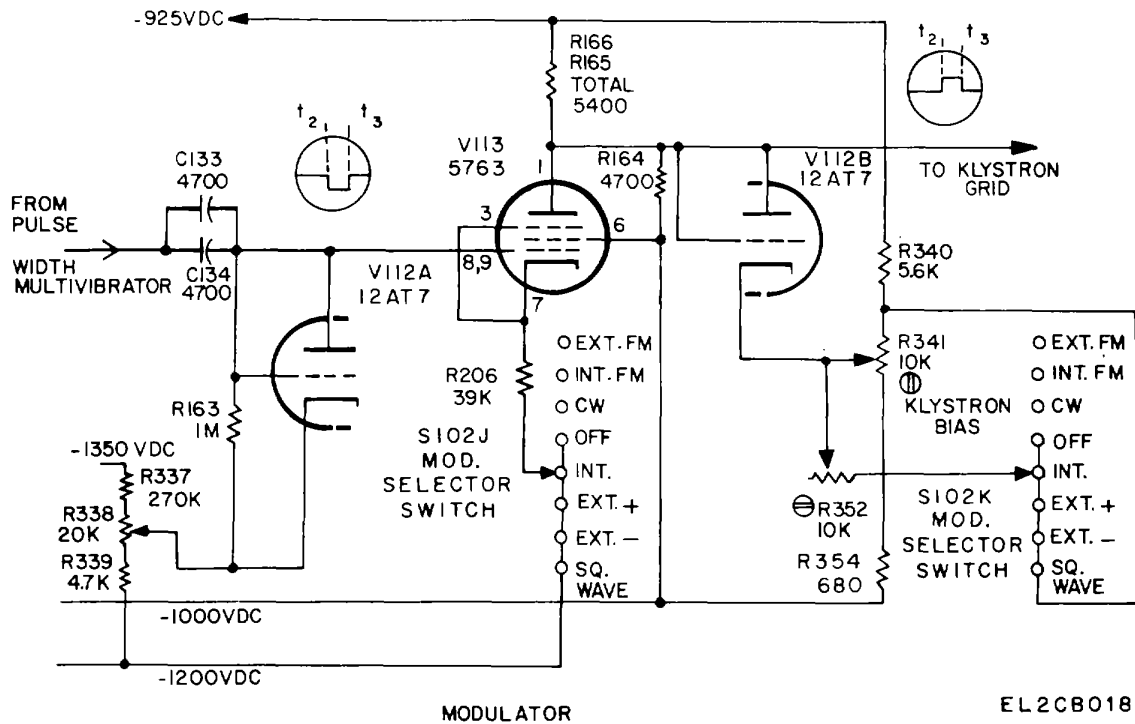 -925VDC
R166
R165
TOTAL
5400
t2 t3
t2 t3
C133
4700
V113
5763
1
R164
4700
V112B
12AT7
TO KLYSTRON
GRID
FROM
PULSE
WIDTH
MULTIVIBRATOR
C134
4700
3
6
8,9
7
V112A
12AT7
R340
5.6K
R163
1M
R206
39K
S102J
MOD.
SELECTOR
SWITCH
EXT. FM
INT. FM
CW
OFF
INT.
EXT. +
EXT. -
SQ.
WAVE
R341
10K
KLYSTRON
BIAS
R352
10K
R354
680
EXT. FM
INT. FM
CW
OFF
INT.
EXT. +
EXT. -
SQ.
WAVE
S102K
MOD.
SELECTOR
SWITCH
-1350 VDC
R337
270K
R338
20K
R339
4.7K
-1000VDC
-1200VDC
MODULATOR
EL2CB018